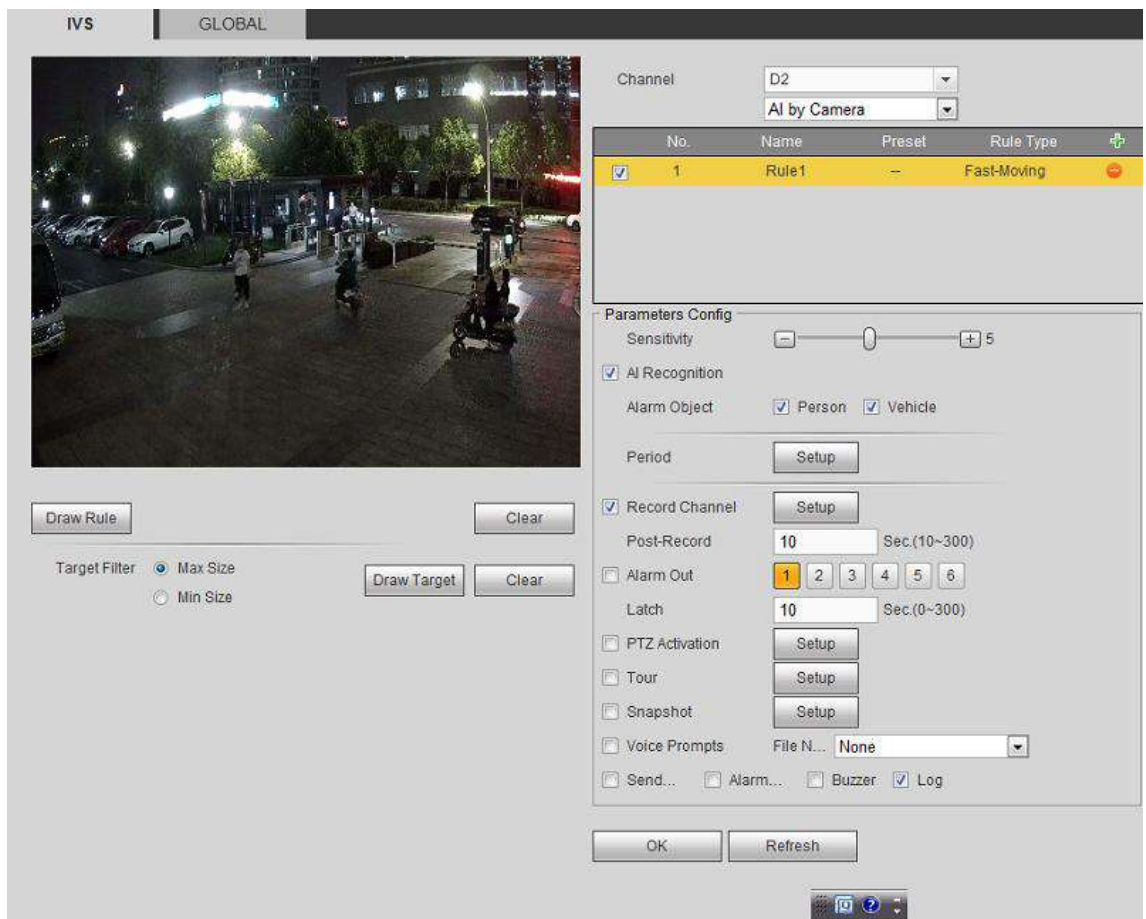 IVS GLOBAL
Channel D2
AI by Camera
No. Name Preset Rule Type
1 Rule1 -- Fast-Moving
Parameters Config
Sensitivity - + 5
AI Recognition
Alarm Object Person Vehicle
Period Setup
Draw Rule Clear
Target Filter Max Size
Min Size
Draw Target Clear
Record Channel Setup
Post-Record 10 Sec.(10~300)
Alarm Out 1 2 3 4 5 6
Latch 10 Sec.(0~300)
PTZ Activation Setup
Tour Setup
Snapshot Setup
Voice Prompts File N... None
Send... Alarm... Buzzer Log
OK Refresh